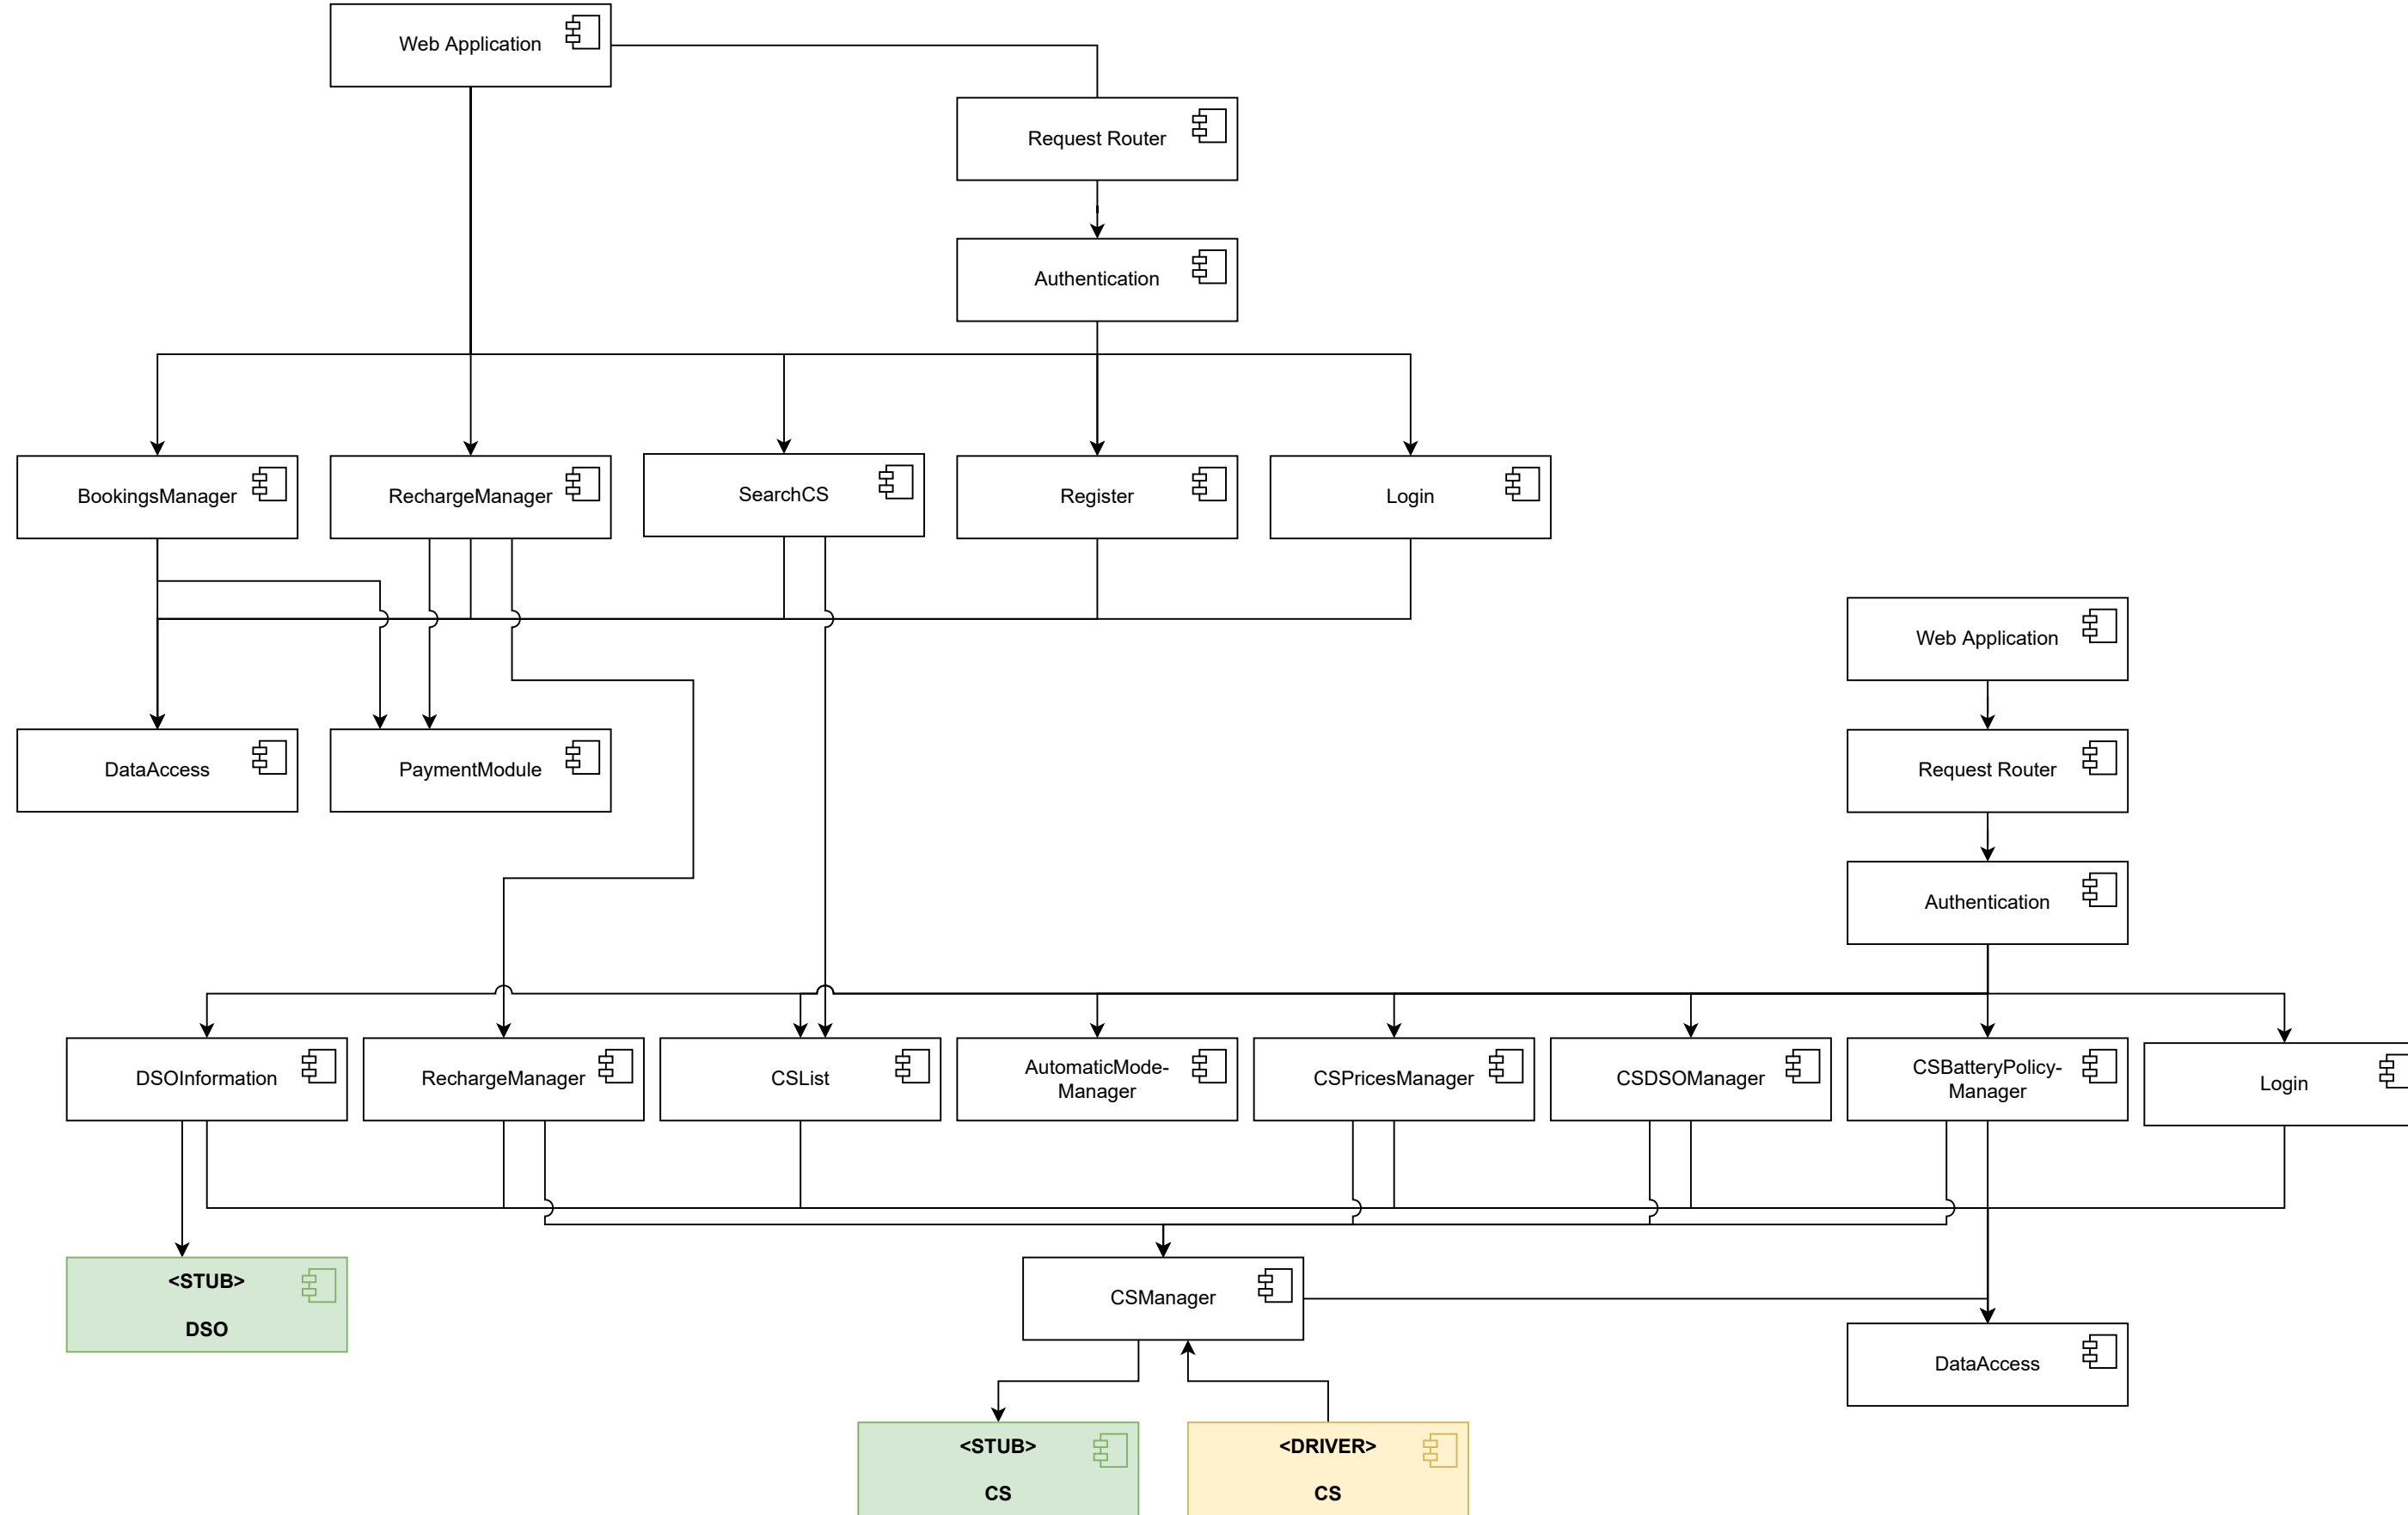 Web Application
Request Router
Authentication
BookingsManager
RechargeManager
SearchCS
Register
Login
Web Application
DataAccess
PaymentModule
Request Router
Authentication
DSOInformation
RechargeManager
CSList
AutomaticMode-
Manager
CSPricesManager
CSDSOManager
CSBatteryPolicy-
Manager
Login
<STUB>
DSO
CSManager
DataAccess
<STUB>
CS
<DRIVER>
CS